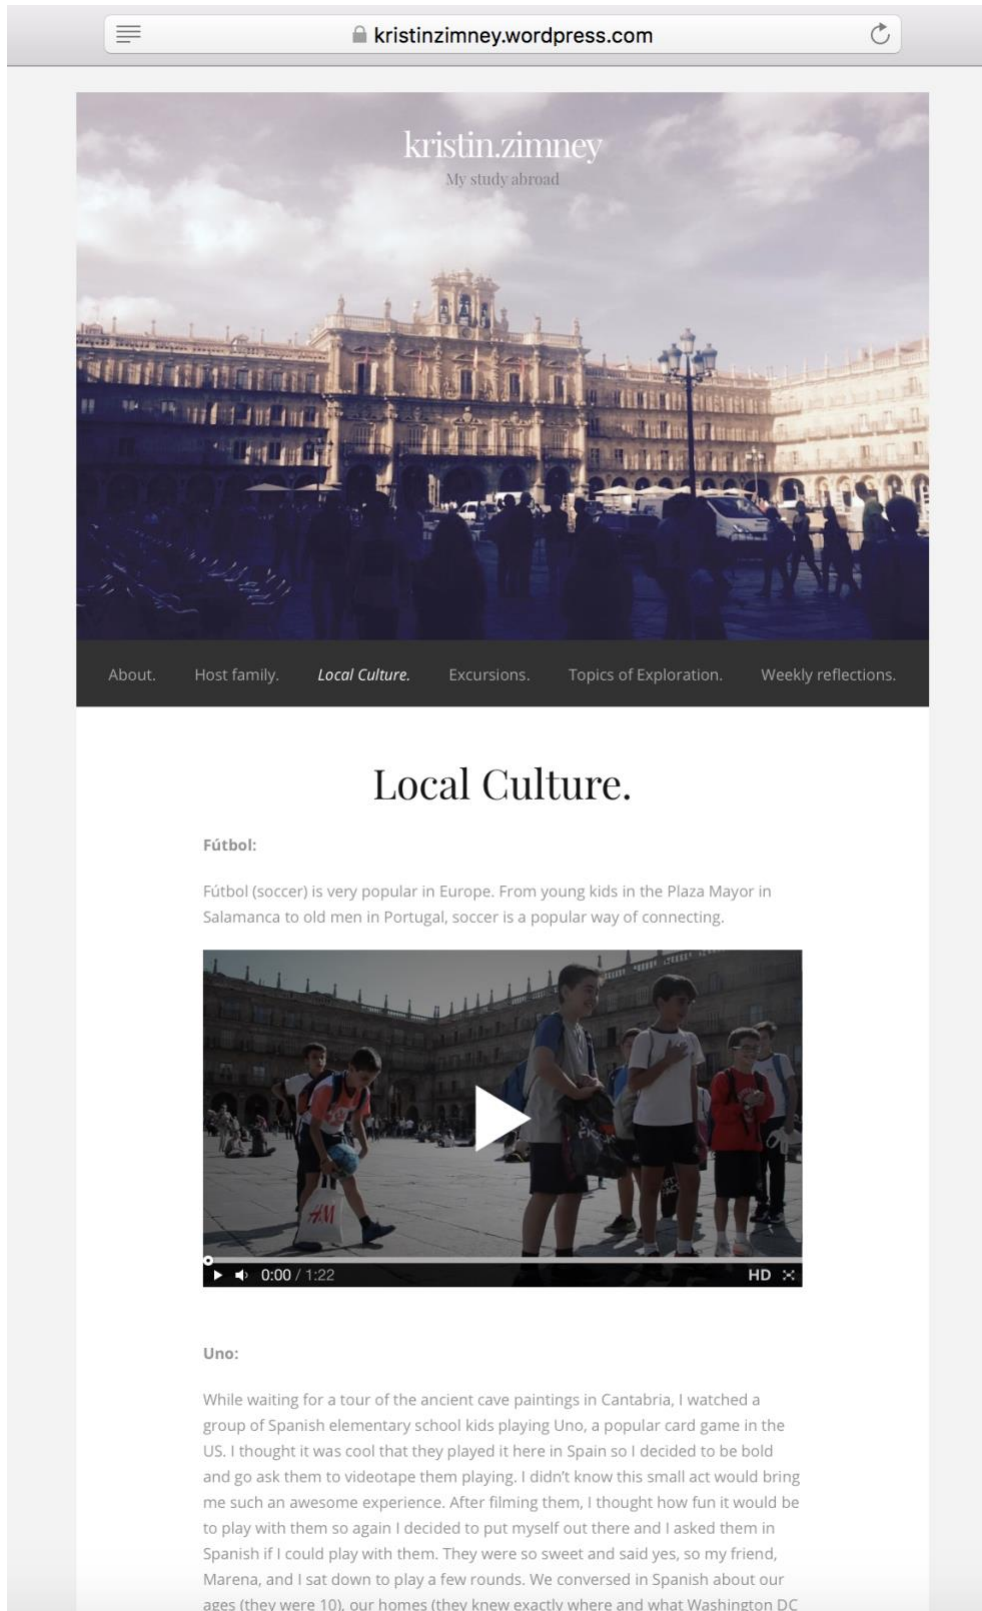 kristinzimney.wordpress.com
kristin.zimney
My study abroad
About. Host family. Local Culture. Excursions. Topics of Exploration. Weekly reflections.
Local Culture.
Fútbol:
Fútbol (soccer) is very popular in Europe. From young kids in the Plaza Mayor in
Salamanca to old men in Portugal, soccer is a popular way of connecting.
H&M
0:00 / 1:22 HD
Uno:
While waiting for a tour of the ancient cave paintings in Cantabria, I watched a
group of Spanish elementary school kids playing Uno, a popular card game in the
US. I thought it was cool that they played it here in Spain so I decided to be bold
and go ask them to videotape them playing. I didn't know this small act would bring
me such an awesome experience. After filming them, I thought how fun it would be
to play with them so again I decided to put myself out there and I asked them in
Spanish if I could play with them. They were so sweet and said yes, so my friend,
Marena, and I sat down to play a few rounds. We conversed in Spanish about our
ages (they were 10), our homes (they knew exactly where and what Washington DC